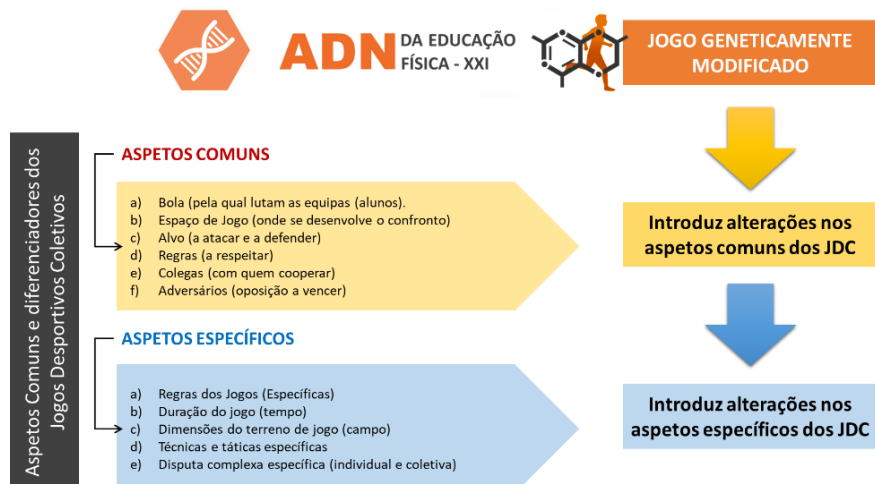 ADN DA EDUCAÇÃO
FÍSICA - XXI
JOGO GENETICAMENTE
MODIFICADO
Aspetos Comuns e diferenciadores dos
Jogos Desportivos Coletivos
ASPETOS COMUNS
a) Bola (pela qual lutam as equipas (alunos).
b) Espaço de Jogo (onde se desenvolve o confronto)
c) Alvo (a atacar e a defender)
d) Regras (a respeitar)
e) Colegas (com quem cooperar)
f) Adversários (oposição a vencer)
Introduz alterações nos
aspetos comuns dos JDC
ASPETOS ESPECÍFICOS
a) Regras dos Jogos (Específicas)
b) Duração do jogo (tempo)
c) Dimensões do terreno de jogo (campo)
d) Técnicas e táticas específicas
e) Disputa complexa específica (individual e coletiva)
Introduz alterações nos
aspetos específicos dos JDC